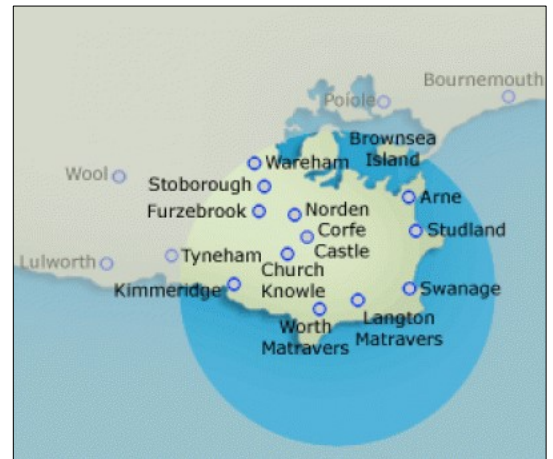 Bournemouth
Poíole
Brownsea
Island
Wareham
Wool
Stoborough
Arne
Furzebrook
Norden
Corfe
Castle
Studland
Tyneham
Lulworth
Church
Knowle
Kimmeridge
Swanage
Worth
Matravers
Langton
Matravers